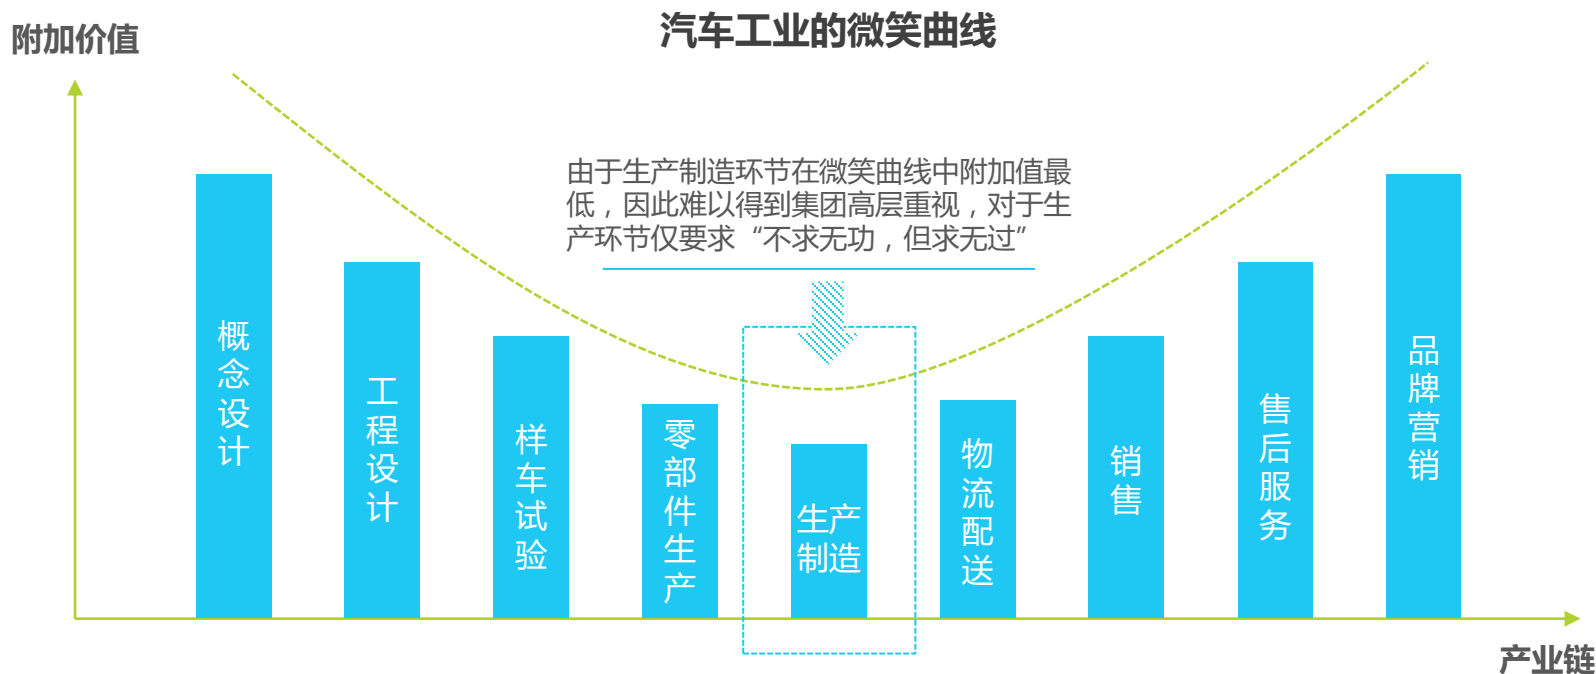 汽车工业的微笑曲线
附加价值
由于生产制造环节在微笑曲线中附加值最
低，因此难以得到集团高层重视，对于生
产环节仅要求“不求无功，但求无过”
概念设计
工程设计
样车试验
零部件生产
生产
制造
物流配送
销售
售后服务
品牌营销
产业链